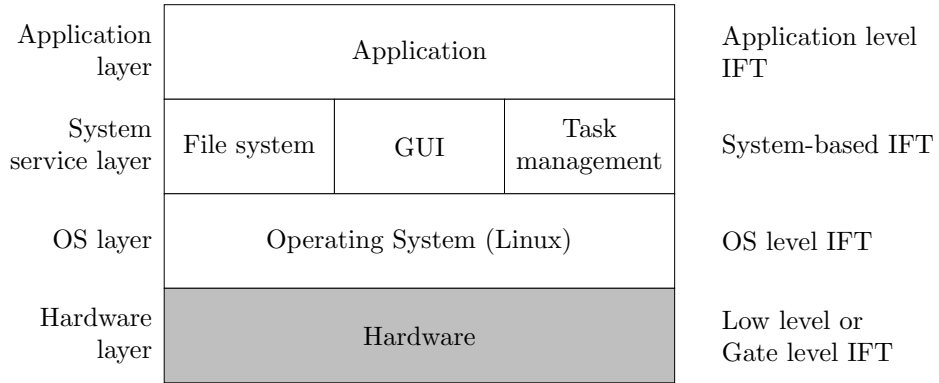 Application
layer
Application
Application level
IFT
System
service layer
File system
GUI
Task
management
System-based IFT
OS layer
Operating System (Linux)
OS level IFT
Hardware
layer
Hardware
Low level or
Gate level IFT